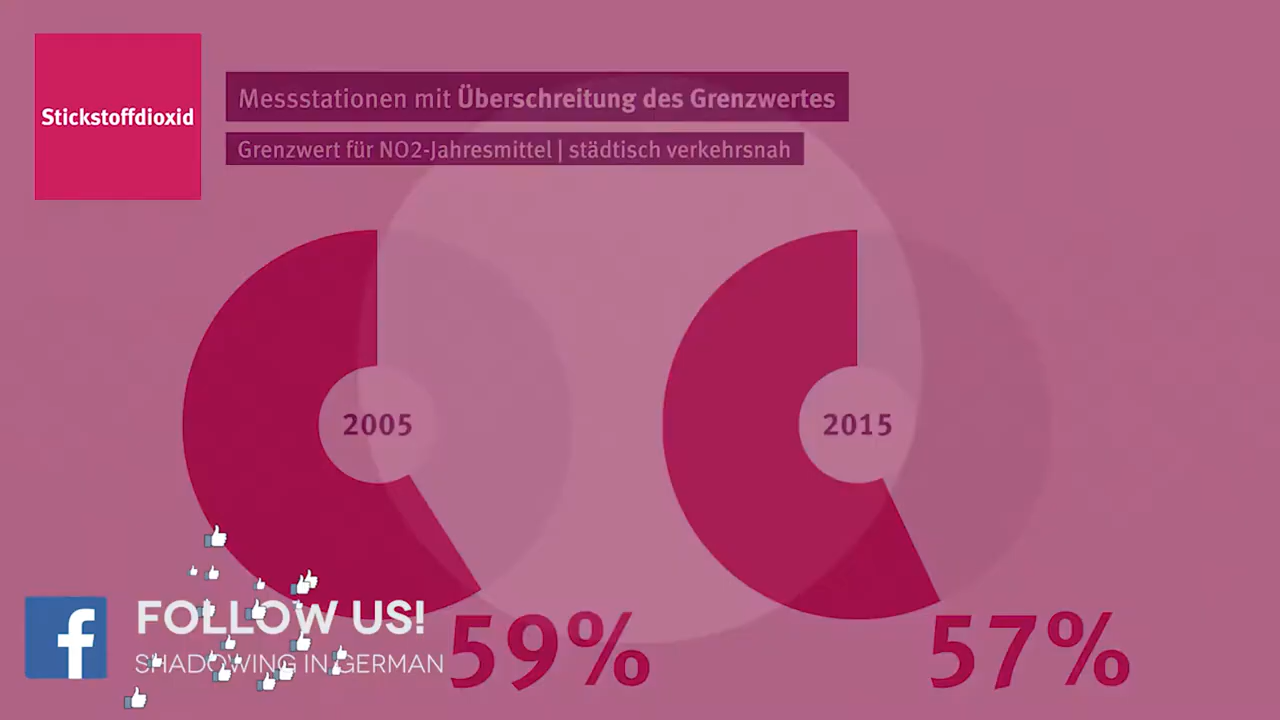 Stickstoffdioxid
Messstationen mit Überschreitung des Grenzwertes
Grenzwert für NO2-Jahresmittel | städtisch verkehrsnah
2005
2015
59%
57%
f
FOLLOW US!
SHADOWING IN GERMAN